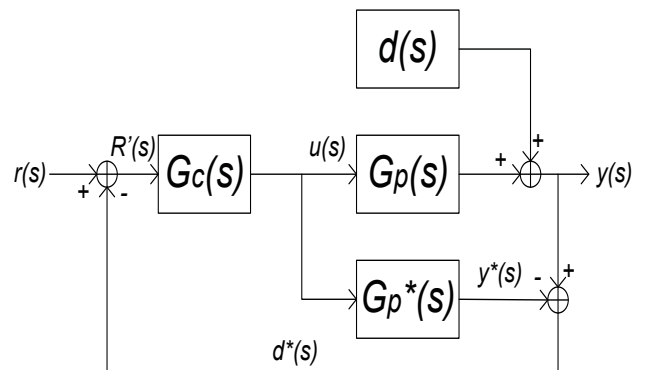 d(s)
R'(s)
u(s)
+
r(s)
Gc(s)
Gp(s)
+
y(s)
+
-
y*(s)
-
+
Gp*(s)
d*(s)